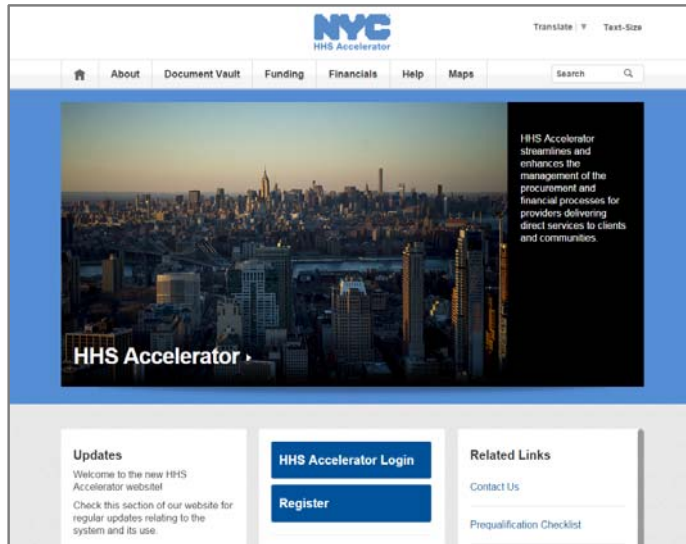 NYC
HHS Accelerator
Translate | ▼ Text-Size
About Document Vault Funding Financials Help Maps Search
HHS Accelerator
streamlines and
enhances the
management of the
procurement and
financial processes for
providers delivering
direct services to clients
and communities.
HHS Accelerator ▸
Updates
Welcome to the new HHS
Accelerator website!
Check this section of our website for
regular updates relating to the
system and its use.
HHS Accelerator Login
Register
Related Links
Contact Us
Prequalification Checklist